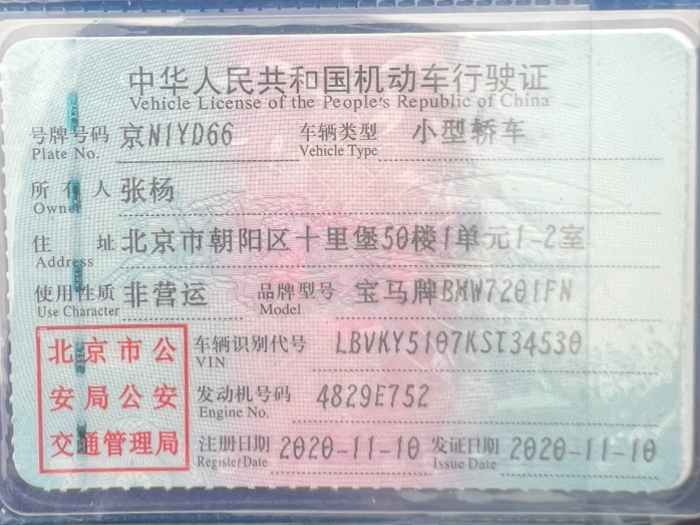 中华人民共和国机动车行驶证
Vehicle License of the People's Republic of China
号牌号码 京N1YD66 车辆类型 小型轿车
Plate No. Vehicle Type
所有人 张杨
Owner
住址 北京市朝阳区十里堡50楼1单元1-2室
Address
使用性质 非营运 品牌型号 宝马牌BMW7201FN
Use Character Model
北京市公
安局公安
交通管理局
车辆识别代号 LBVKY5107KST34530
VIN
发动机号码 4829E752
Engine No.
注册日期 2020-11-10 发证日期 2020-11-10
Register Date Issue Date